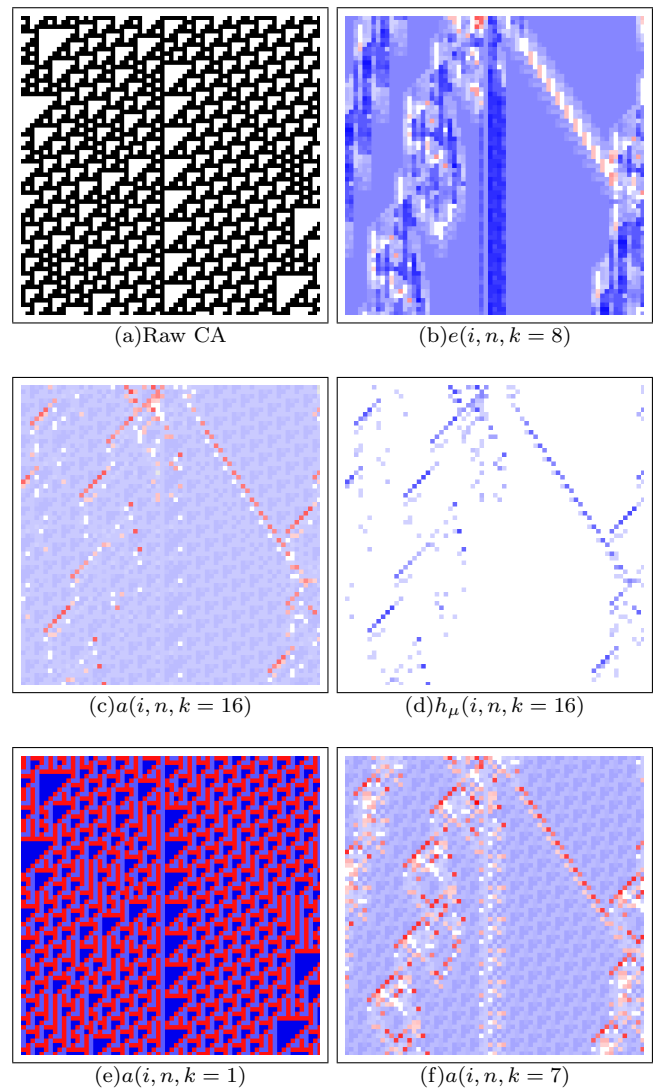 (a)Raw CA
(b)e(i, n, k = 8)
(c)a(i, n, k = 16)
(d)hμ(i, n, k = 16)
(e)a(i, n, k = 1)
(f)a(i, n, k = 7)